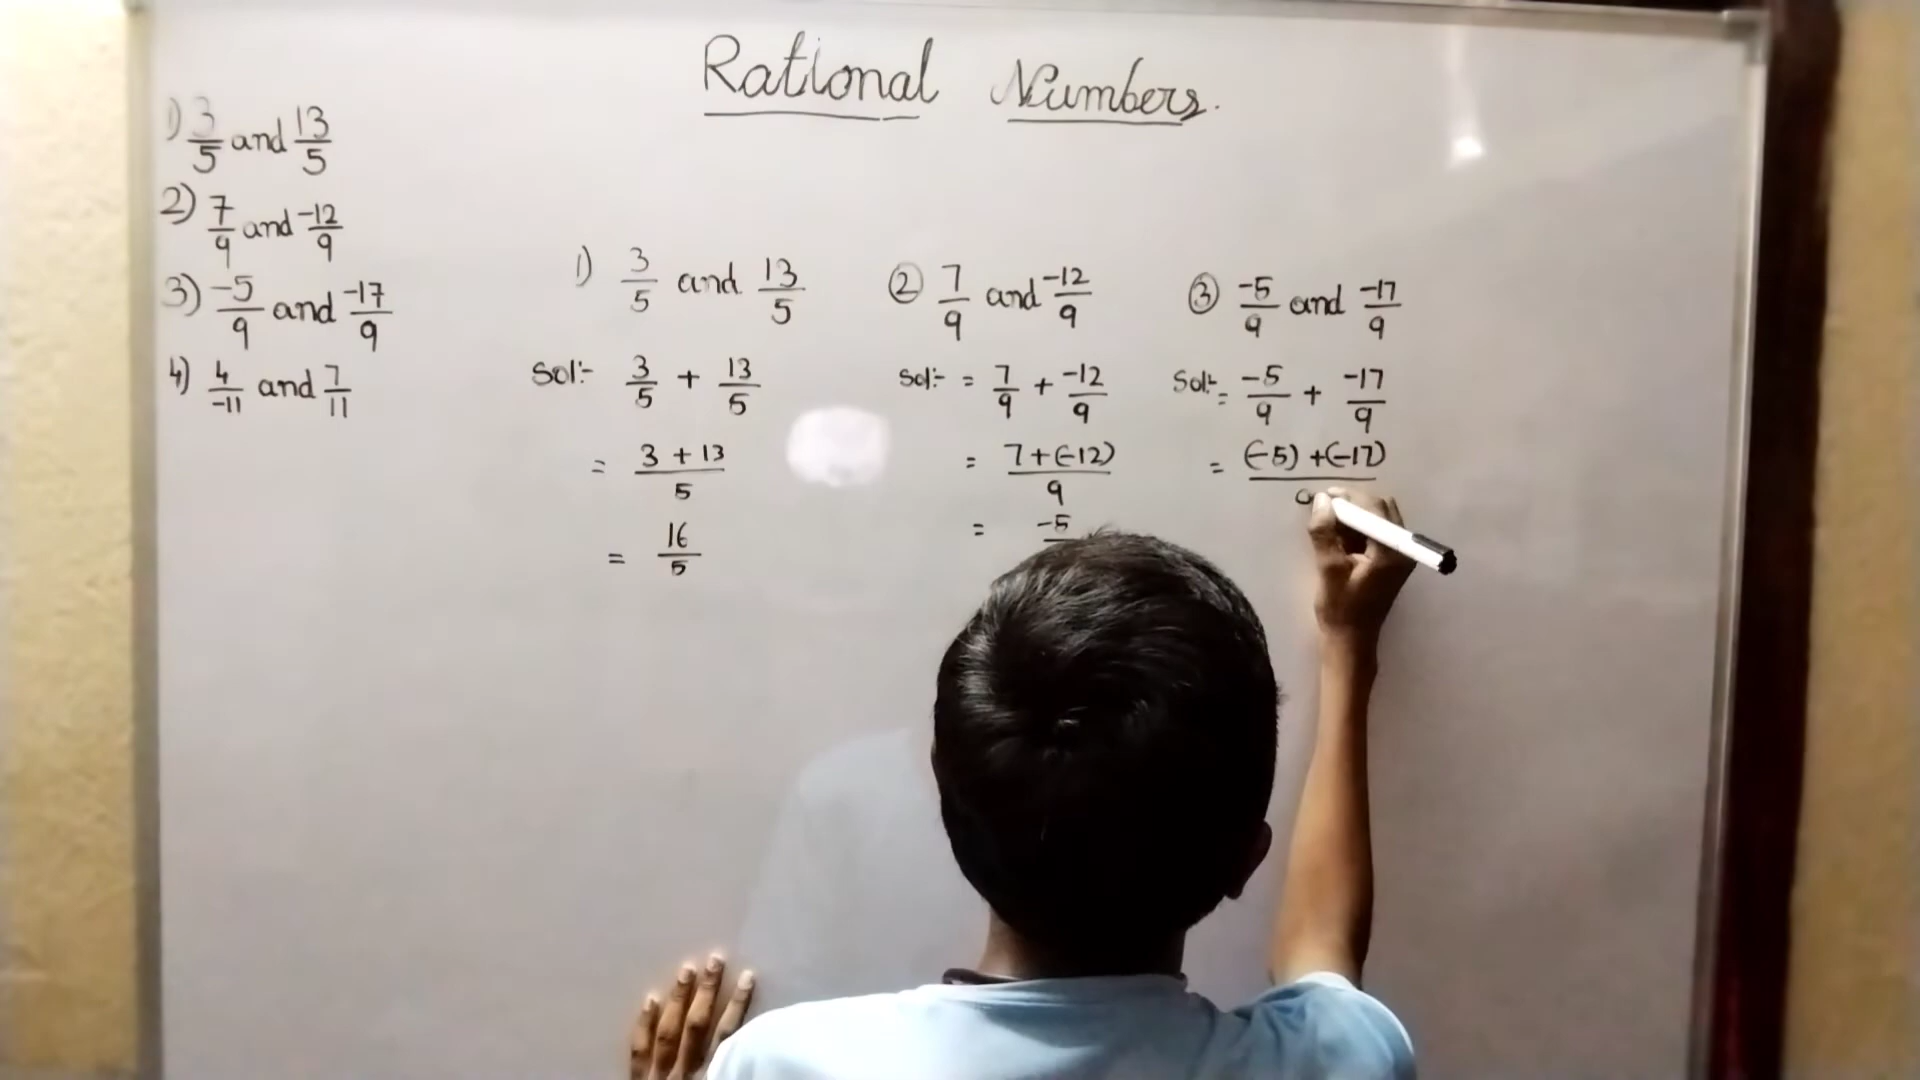 Rational Numbers.
1) 3/5 and 13/5
2) 7/9 and -12/9
3) -5/9 and -17/9
4) 4/-11 and 7/11
1) 3/5 and 13/5
Sol:- 3/5 + 13/5
= 3 + 13/5
= 16/5
② 7/9 and -12/9
Sol:- = 7/9 + -12/9
= 7+(-12)/9
= -5
③ -5/9 and -17/9
Sol:- = -5/9 + -17/9
= (-5) +(-17)